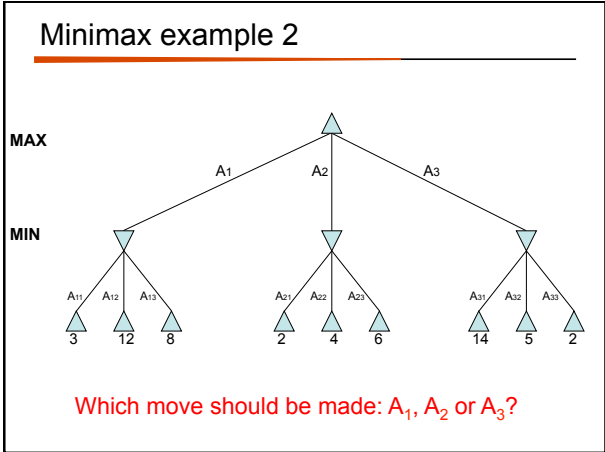 Minimax example 2
MAX
A1 A2 A3
MIN
A11 A12 A13 A21 A22 A23 A31 A32 A33
3 12 8 2 4 6 14 5 2
Which move should be made: A1, A2 or A3?